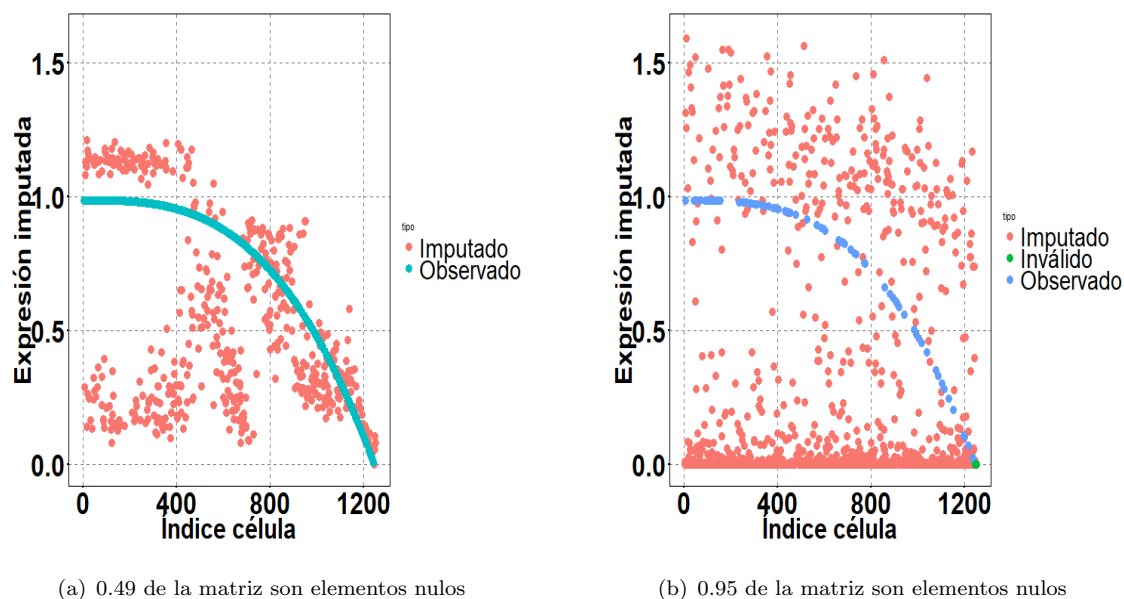 Expresión imputada
1.5
1.0
0.5
0.0
0
400
800
1200
Índice célula
tipo
Imputado
Observado
(a) 0.49 de la matriz son elementos nulos
Expresión imputada
1.5
1.0
0.5
0.0
0
400
800
1200
Índice célula
tipo
Imputado
Inválido
Observado
(b) 0.95 de la matriz son elementos nulos